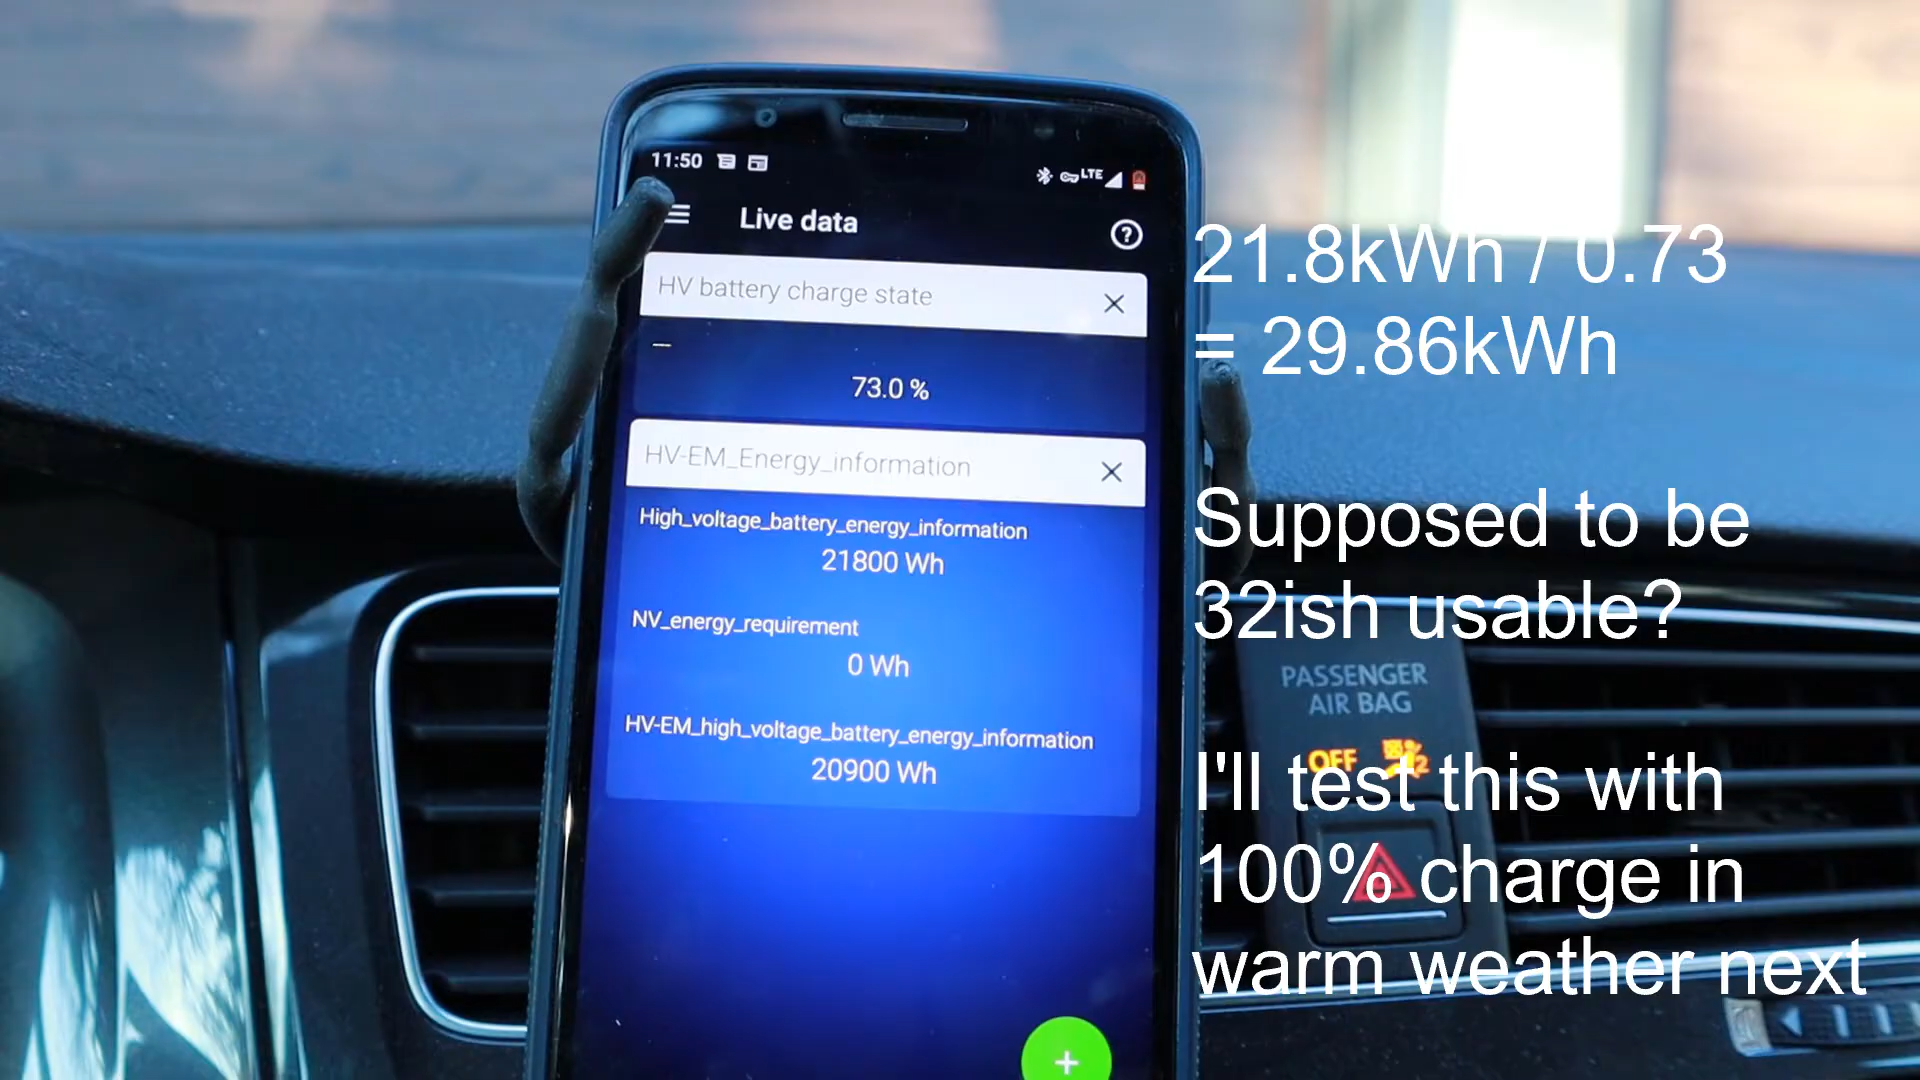 11:50
LTE
Live data
HV battery charge state
73.0 %
HV-EM_Energy_information
High_voltage_battery_energy_information
21800 Wh
NV_energy_requirement
0 Wh
HV-EM_high_voltage_battery_energy_information
20900 Wh
21.8kWh / 0.73
= 29.86kWh
Supposed to be
32ish usable?
I'll test this with
100% charge in
warm weather next
PASSENGER
AIR BAG
OFF